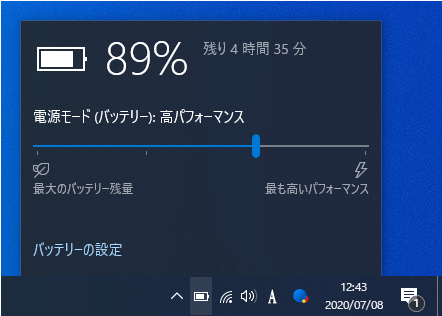 89%
残り 4 時間 35 分
電源モード (バッテリー): 高パフォーマンス
最大のバッテリー残量
最も高いパフォーマンス
バッテリーの設定
A
12:43
2020/07/08
1